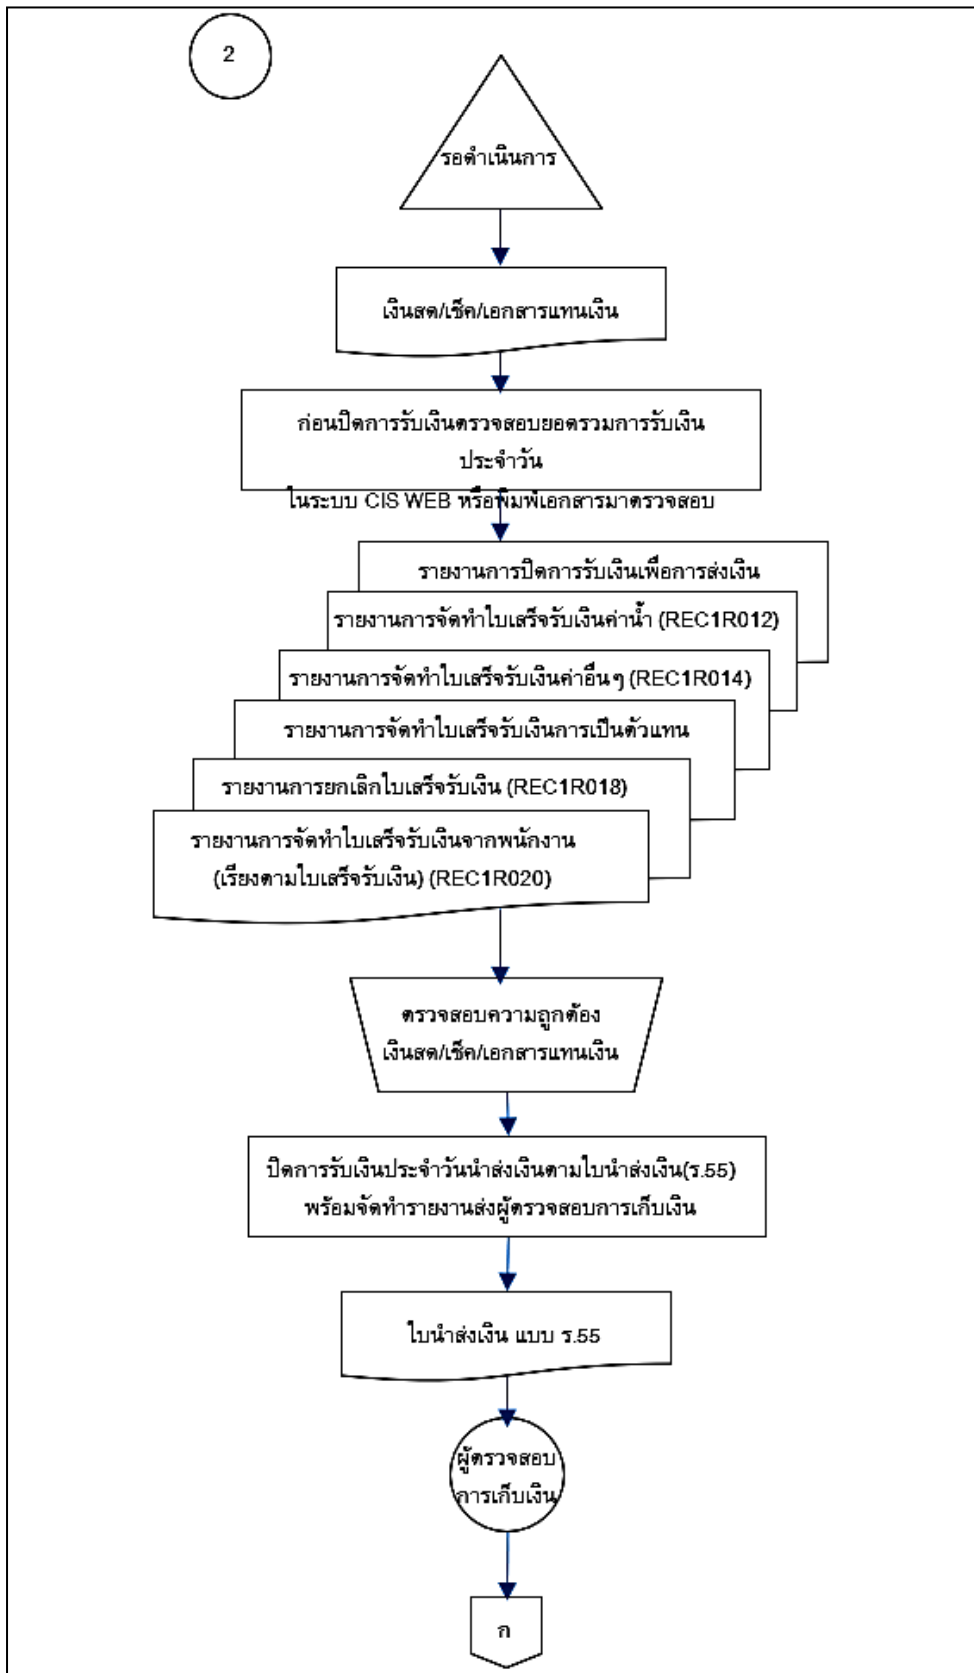 2
รอดำเนินการ
เงินสด/เช็ค/เอกสารแทนเงิน
ก่อนปิดการรับเงินตรวจสอบยอดรวมการรับเงิน
ประจำวัน
ในระบบ CIS WEB หรือพิมพ์เอกสารมาตรวจสอบ
รายงานการปิดการรับเงินเพื่อการส่งเงิน
รายงานการจัดทำใบเสร็จรับเงินค่าน้ำ (REC1R012)
รายงานการจัดทำใบเสร็จรับเงินค่าอื่นๆ (REC1R014)
รายงานการจัดทำใบเสร็จรับเงินการเป็นตัวแทน
รายงานการยกเลิกใบเสร็จรับเงิน (REC1R018)
รายงานการจัดทำใบเสร็จรับเงินจากพนักงาน
(เรียงตามใบเสร็จรับเงิน) (REC1R020)
ตรวจสอบความถูกต้อง
เงินสด/เช็ค/เอกสารแทนเงิน
ปิดการรับเงินประจำวันนำส่งเงินตามใบนำส่งเงิน(ร.55)
พร้อมจัดทำรายงานส่งผู้ตรวจสอบการเก็บเงิน
ใบนำส่งเงิน แบบ ร.55
ผู้ตรวจสอบ
การเก็บเงิน
ก